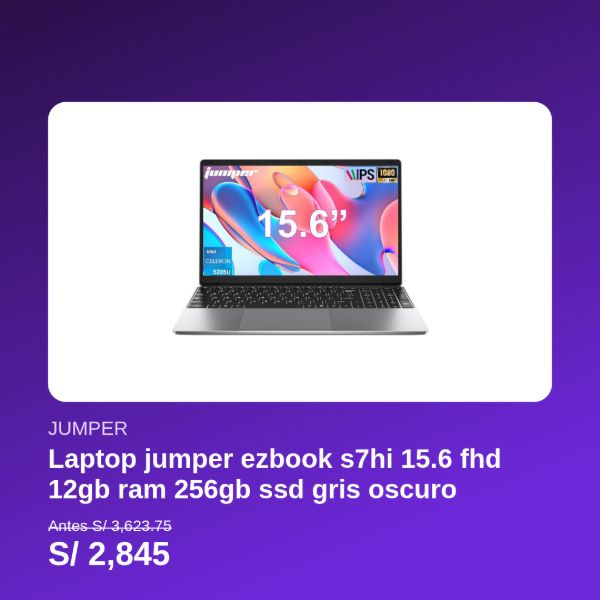 jumper
IPS 1080
15.6”
intel
CELERON
5205U
JUMPER
Laptop jumper ezbook s7hi 15.6 fhd
12gb ram 256gb ssd gris oscuro
Antes S/ 3,623.75
S/ 2,845